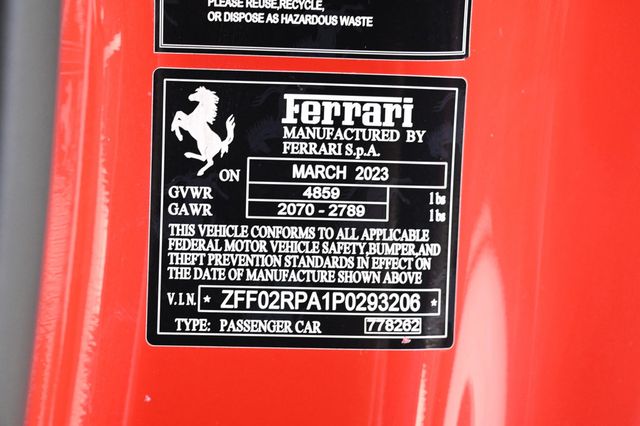 PLEASE REUSE,RECYCLE,
OR DISPOSE AS HAZARDOUS WASTE
Ferrari
MANUFACTURED BY
FERRARI S.p.A.
ON MARCH 2023
GVWR 4859 lbs
GAWR 2070 - 2789 lbs
THIS VEHICLE CONFORMS TO ALL APPLICABLE
FEDERAL MOTOR VEHICLE SAFETY,BUMPER,AND
THEFT PREVENTION STANDARDS IN EFFECT ON
THE DATE OF MANUFACTURE SHOWN ABOVE
V.I.N. * ZFF02RPA1P0293206 *
TYPE: PASSENGER CAR 778262